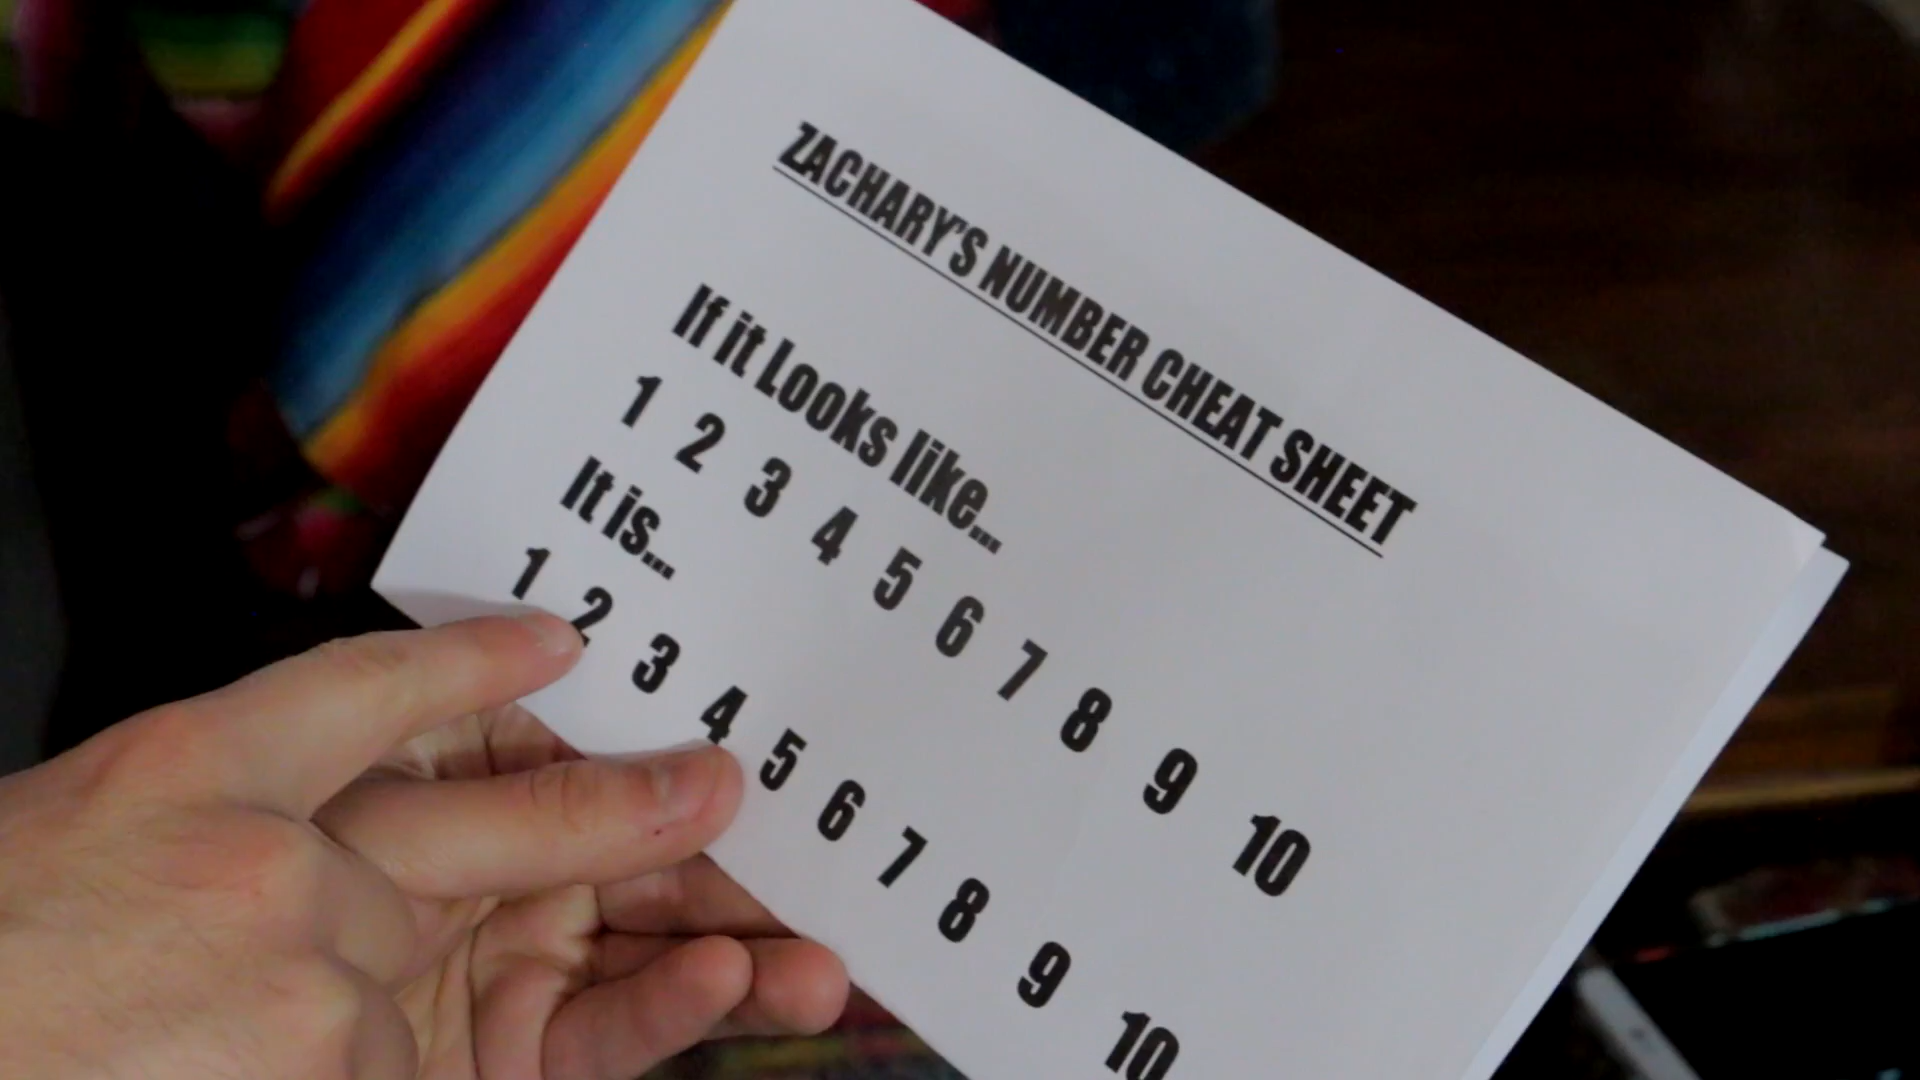 ZACHARY'S NUMBER CHEAT SHEET
If it Looks like...
1 2 3 4 5 6 7 8 9 10
It is...
1 2 3 4 5 6 7 8 9 10